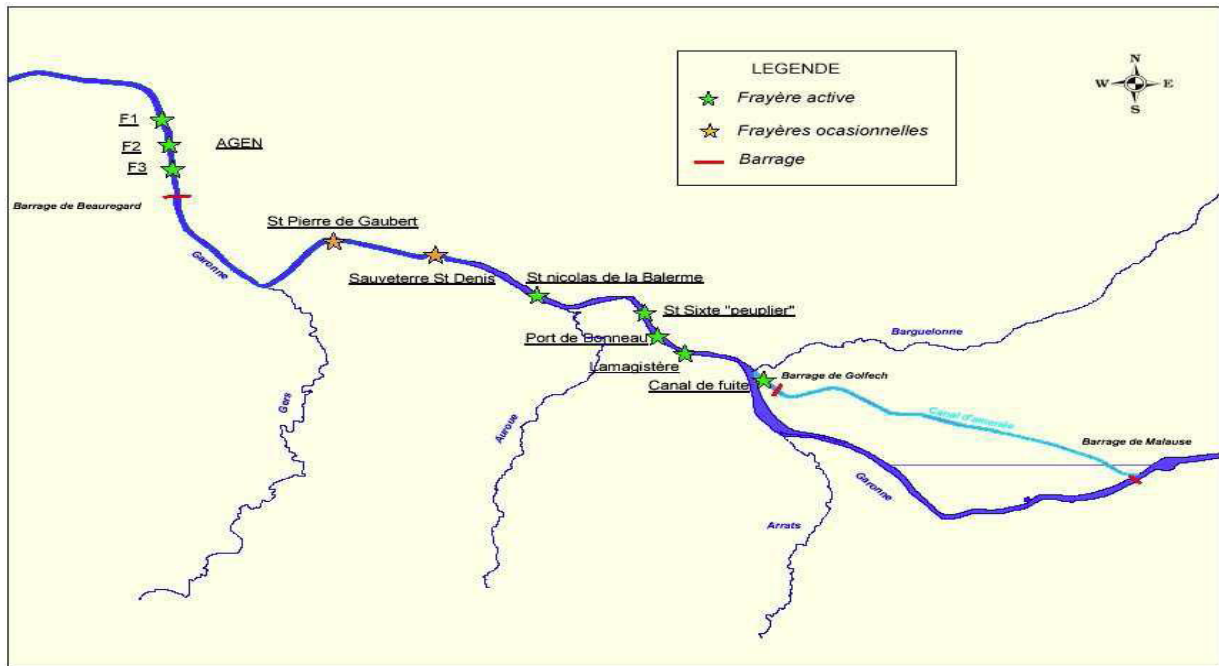 LEGENDE
Frayère active
Frayères ocasionnelles
Barrage
N
W E
S
F1
F2
AGEN
F3
Barrage de Beauregard
St Pierre de Gaubert
Garonne
Sauveterre St Denis
St nicolas de la Balerme
St Sixte "peuplier"
Port de Bonneau
Lamagistère
Barguelonne
Canal de fuite
Barrage de Golfech
Canal d'amenée
Barrage de Malause
Gers
Auroue
Garonne
Arrats